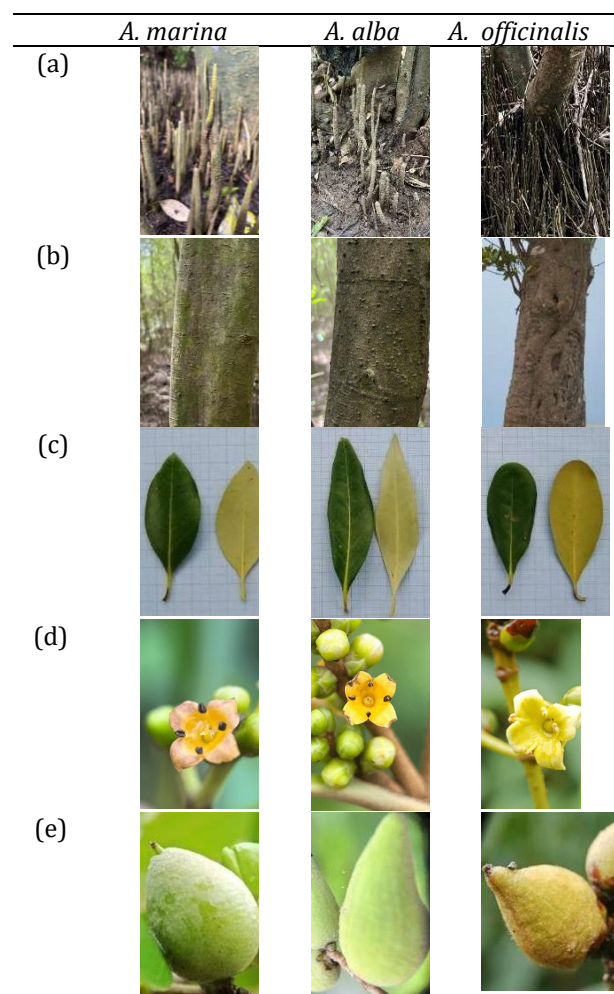 A. marina A. alba A. officinalis
(a)
(b)
(c)
(d)
(e)